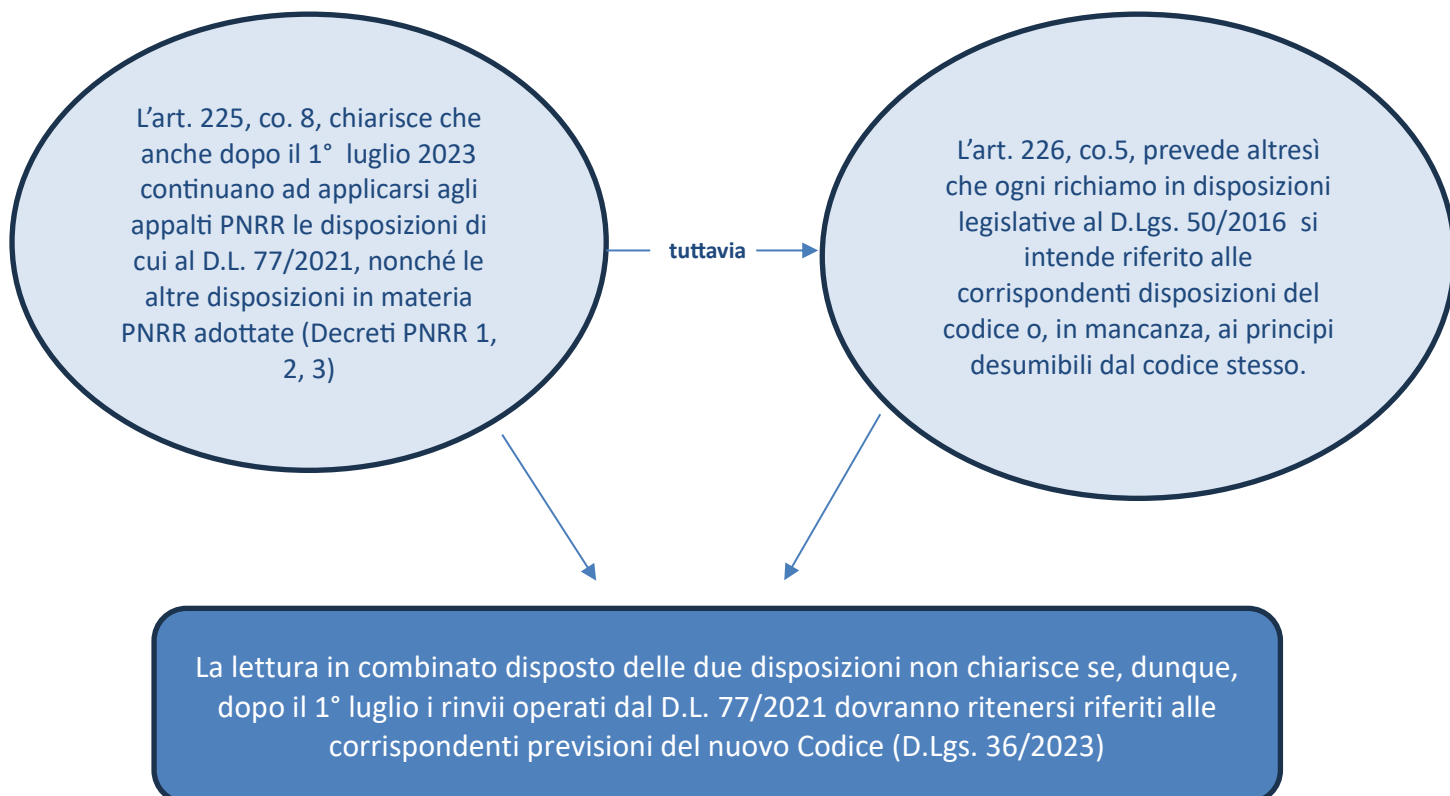 L'art. 225, co. 8, chiarisce che
anche dopo il 1° luglio 2023
continuano ad applicarsi agli
appalti PNRR le disposizioni di
cui al D.L. 77/2021, nonché le
altre disposizioni in materia
PNRR adottate (Decreti PNRR 1,
2, 3)
tuttavia
L'art. 226, co.5, prevede altresì
che ogni richiamo in disposizioni
legislative al D.Lgs. 50/2016 si
intende riferito alle
corrispondenti disposizioni del
codice o, in mancanza, ai principi
desumibili dal codice stesso.
La lettura in combinato disposto delle due disposizioni non chiarisce se, dunque,
dopo il 1° luglio i rinvii operati dal D.L. 77/2021 dovranno ritenersi riferiti alle
corrispondenti previsioni del nuovo Codice (D.Lgs. 36/2023)